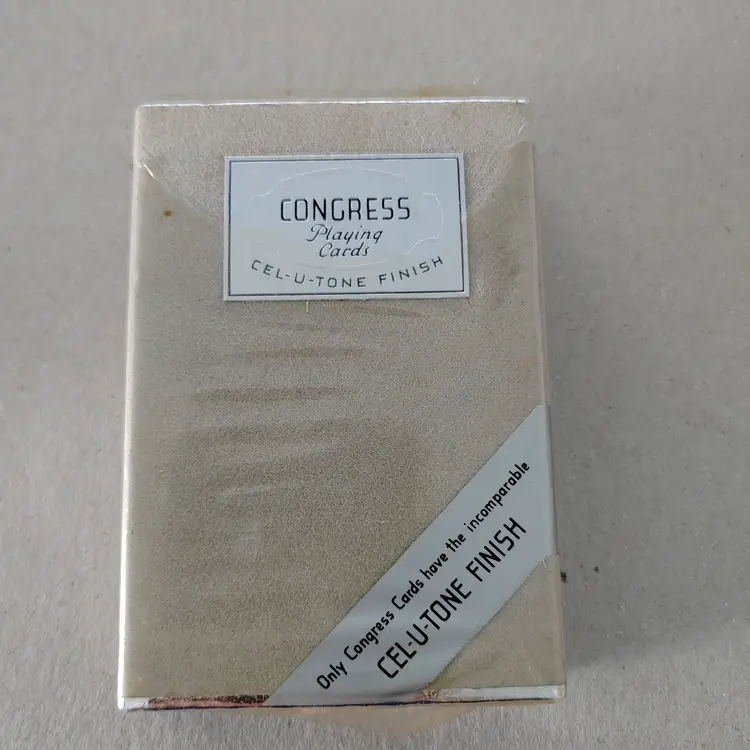 CONGRESS
Playing
Cards
CEL-U-TONE FINISH
Only Congress Cards have the incomparable
CEL-U-TONE FINISH